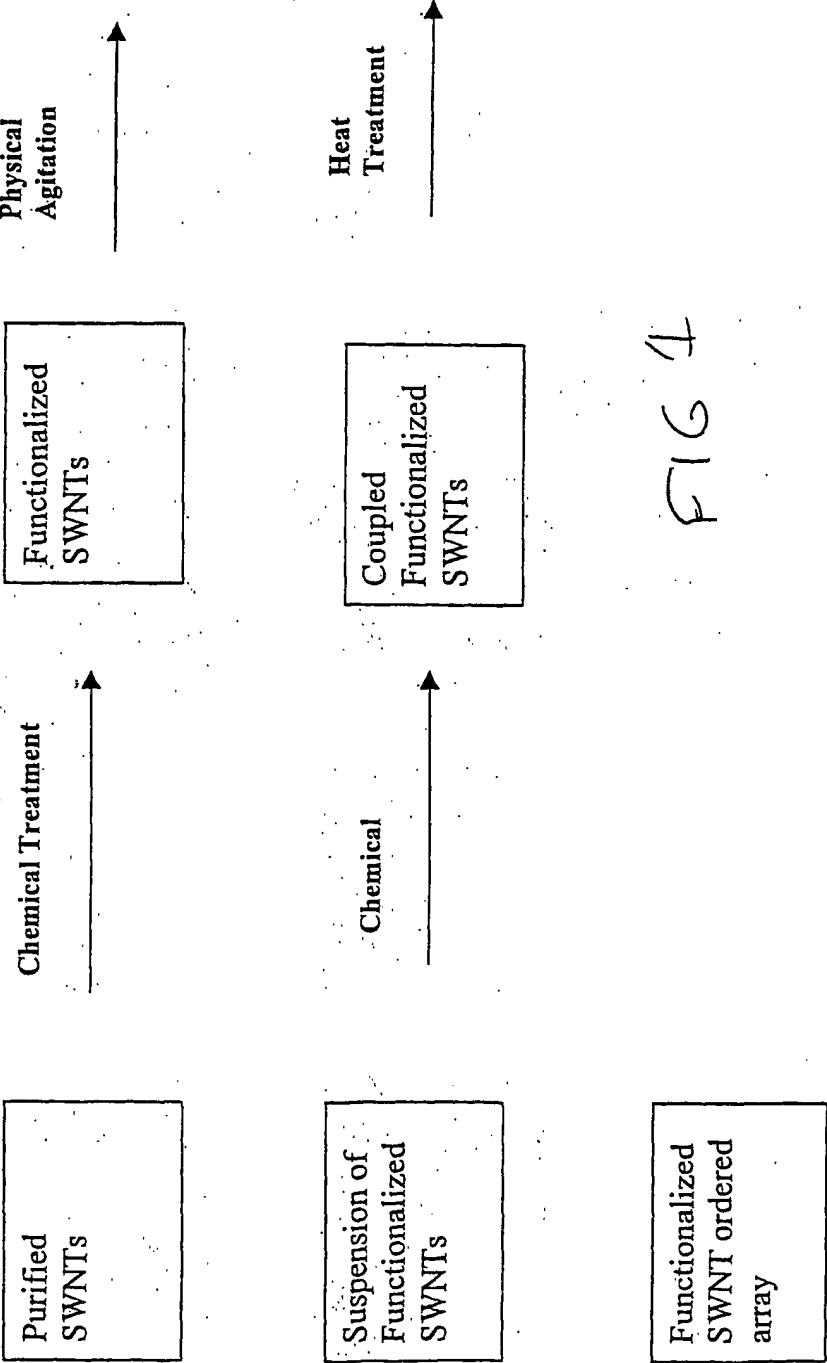 Purified
SWNTs
Chemical Treatment
Functionalized
SWNTs
Physical
Agitation
Suspension of
Functionalized
SWNTs
Chemical
Coupled
Functionalized
SWNTs
Heat
Treatment
Functionalized
SWNT ordered
array
FIG 1